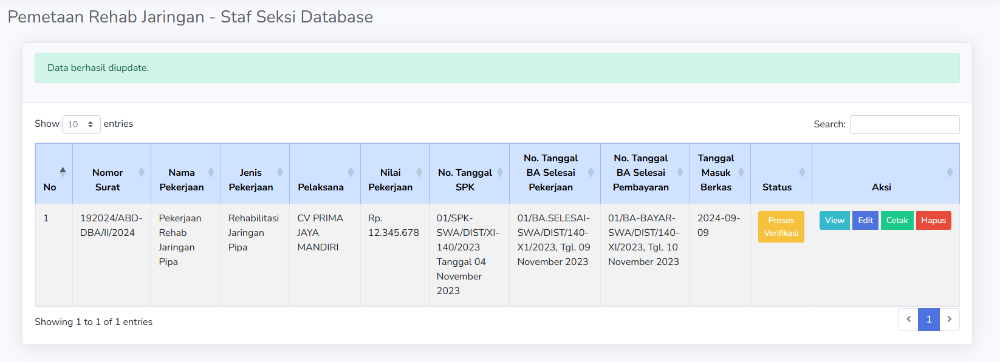 Pemetaan Rehab Jaringan - Staf Seksi Database
Data berhasil diupdate.
Show 10 entries
Search:
No
Nomor
Surat
Nama
Pekerjaan
Jenis
Pekerjaan
Pelaksana
Nilai
Pekerjaan
No. Tanggal
SPK
No. Tanggal
BA Selesai
Pekerjaan
No. Tanggal
BA Selesai
Pembayaran
Tanggal
Masuk
Berkas
Status
Aksi
1
192024/ABD-
DBA/II/2024
Pekerjaan
Rehab
Jaringan
Pipa
Rehabilitasi
Jaringan
Pipa
CV PRIMA
JAYA
MANDIRI
Rp.
12.345.678
01/SPK-
SWA/DIST/XI-
140/2023
Tanggal 04
November
2023
01/BA.SELESAI-
SWA/DIST/140-
X1/2023, Tgl. 09
November 2023
01/BA-BAYAR-
SWA/DIST/140-
XI/2023, Tgl. 10
November 2023
2024-09-
09
Proses
Verifikasi
View Edit Cetak Hapus
Showing 1 to 1 of 1 entries
1